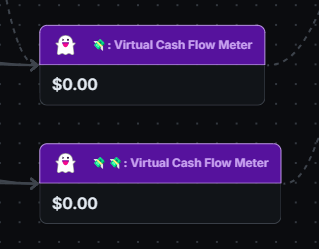 👻 💸: Virtual Cash Flow Meter
$0.00
👻 💸💸: Virtual Cash Flow Meter
$0.00